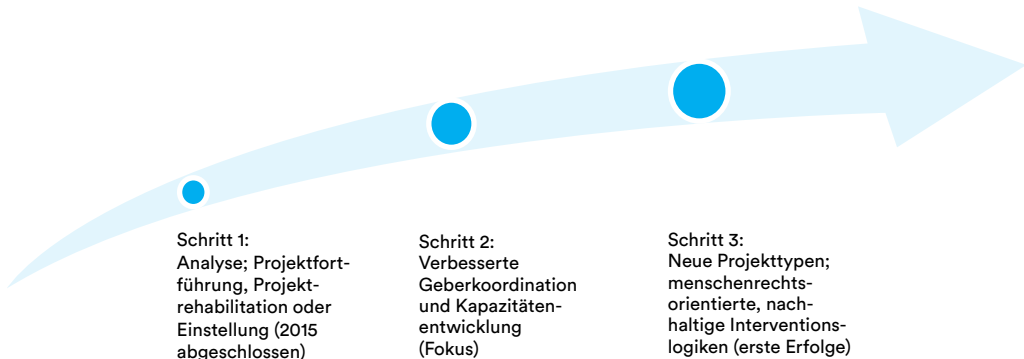 Schritt 1:
Analyse; Projektfort-
führung, Projekt-
rehabilitation oder
Einstellung (2015
abgeschlossen)
Schritt 2:
Verbesserte
Geberkoordination
und Kapazitäten-
entwicklung
(Fokus)
Schritt 3:
Neue Projekttypen;
menschenrechts-
orientierte, nach-
haltige Interventions-
logiken (erste Erfolge)